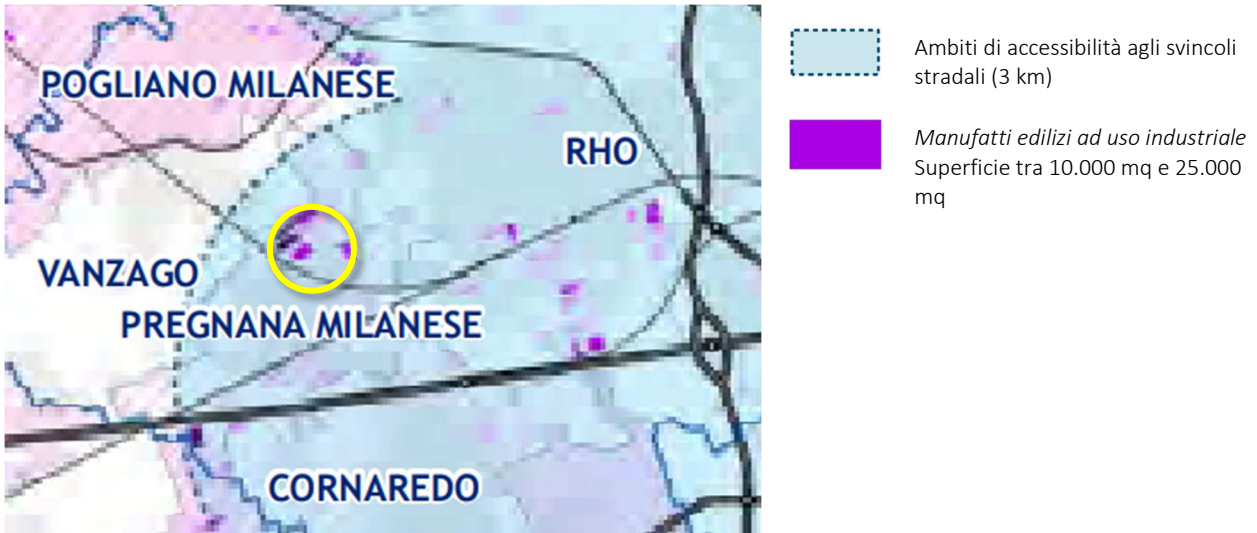 POGLIANO MILANESE
RHO
VANZAGO
PREGNANA MILANESE
CORNAREDO
Ambiti di accessibilità agli svincoli
stradali (3 km)
Manufatti edilizi ad uso industriale
Superficie tra 10.000 mq e 25.000
mq